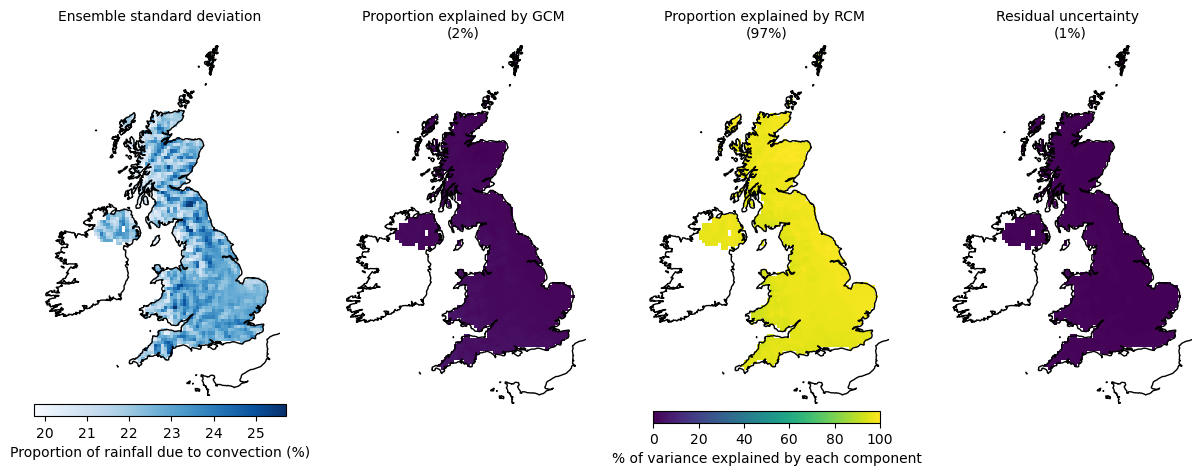 Ensemble standard deviation
Proportion explained by GCM
(2%)
Proportion explained by RCM
(97%)
Residual uncertainty
(1%)
20 21 22 23 24 25
Proportion of rainfall due to convection (%)
0 20 40 60 80 100
% of variance explained by each component